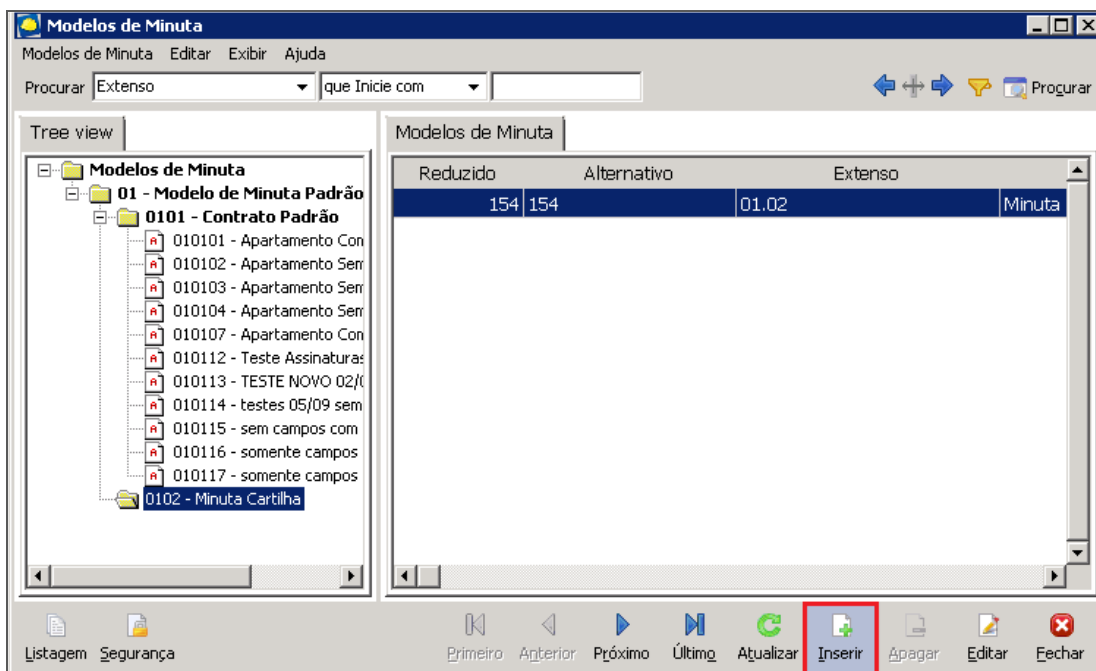 Modelos de Minuta
Modelos de Minuta Editar Exibir Ajuda
Procurar Extenso que Inicie com Procurar
Tree view
Modelos de Minuta
Modelos de Minuta
01 - Modelo de Minuta Padrão
0101 - Contrato Padrão
010101 - Apartamento Con
010102 - Apartamento Sem
010103 - Apartamento Sem
010104 - Apartamento Sem
010107 - Apartamento Con
010112 - Teste Assinaturas
010113 - TESTE NOVO 02/0
010114 - testes 05/09 sem
010115 - sem campos com
010116 - somente campos
010117 - somente campos
0102 - Minuta Cartilha
Reduzido Alternativo Extenso
154 154 01.02 Minuta
Listagem Segurança Primeiro Anterior Próximo Último Atualizar Inserir Apagar Editar Fechar